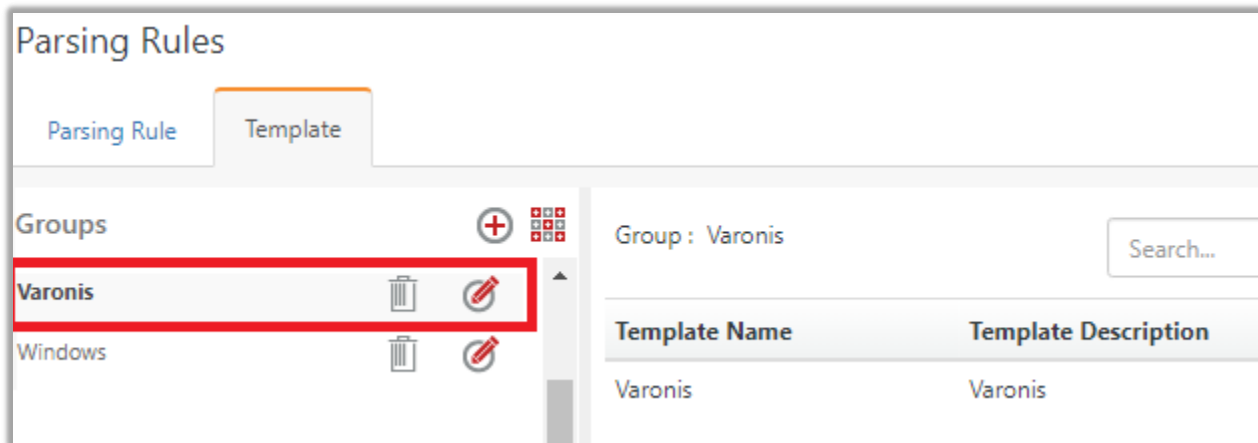 Parsing Rules
Parsing Rule
Template
Groups
Varonis
Windows
Group : Varonis
Search...
Template Name Template Description
Varonis Varonis